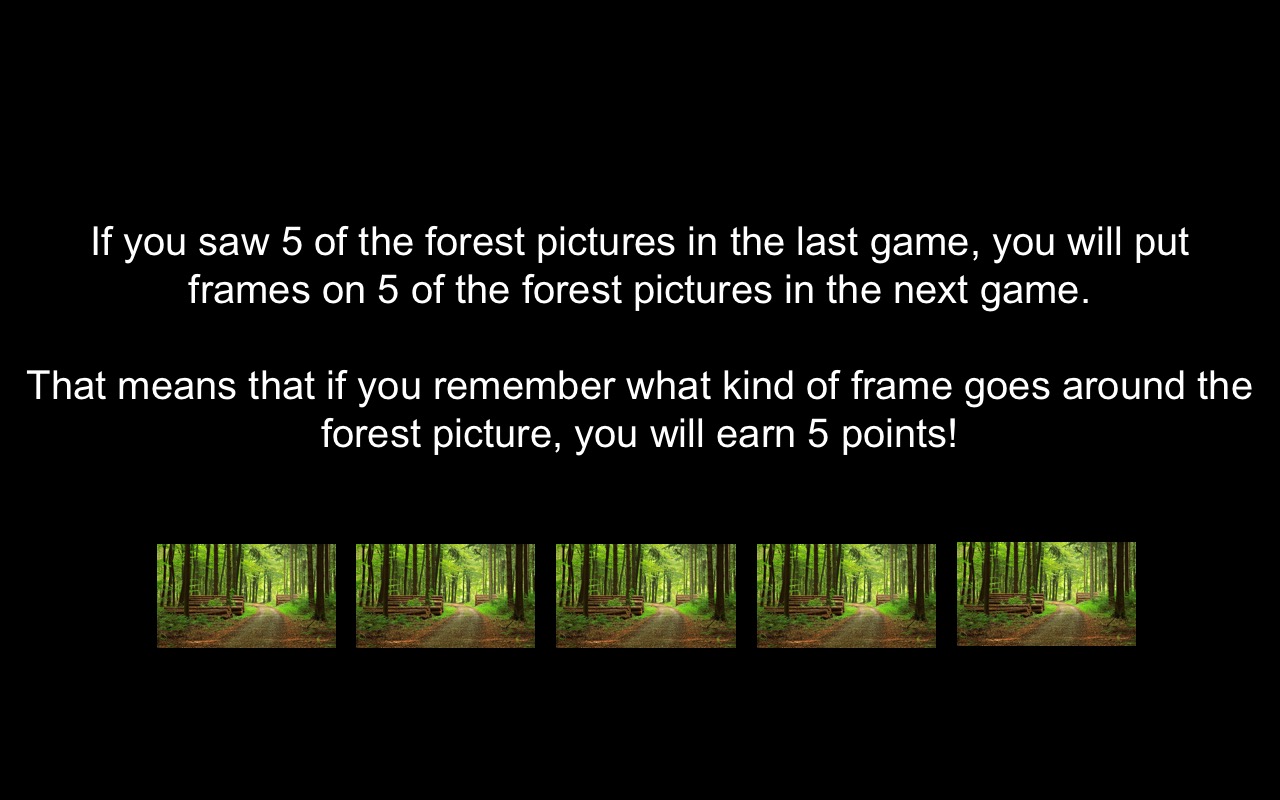 If you saw 5 of the forest pictures in the last game, you will put
frames on 5 of the forest pictures in the next game.
That means that if you remember what kind of frame goes around the
forest picture, you will earn 5 points!